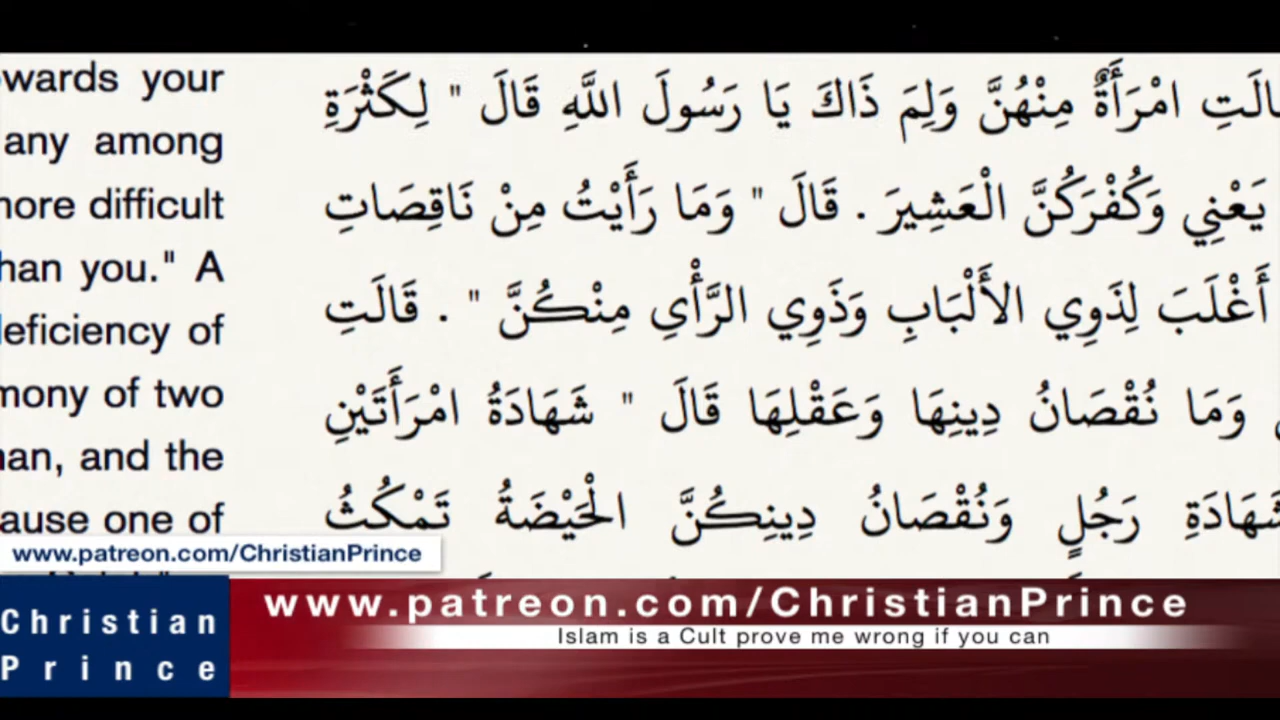 wards your
any among
more difficult
han you." A
eficiency of
mony of two
nan, and the
ause one of
الَتِ امْرَأَةٌ مِنْهُنَّ وَلِمَ ذَاكَ يَا رَسُولَ اللَّهِ قَالَ " لِكَثْرَةِ
يَعْنِي وَكُفْرَكُنَّ الْعَشِيرَ . قَالَ " وَمَا رَأَيْتُ مِنْ نَاقِصَاتِ
أَغْلَبَ لِذَوِي الأَلْبَابِ وَذَوِي الرَّأْىِ مِنْكُنَّ " . قَالَتِ
وَمَا نُقْصَانُ دِينِهَا وَعَقْلِهَا قَالَ " شَهَادَةُ امْرَأَتَيْنِ
شَهَادَةِ رَجُلٍ وَنُقْصَانُ دِينِكُنَّ الْحَيْضَةُ تَمْكُثُ
www.patreon.com/ChristianPrince
Christian
Prince
www.patreon.com/ChristianPrince
Islam is a Cult prove me wrong if you can